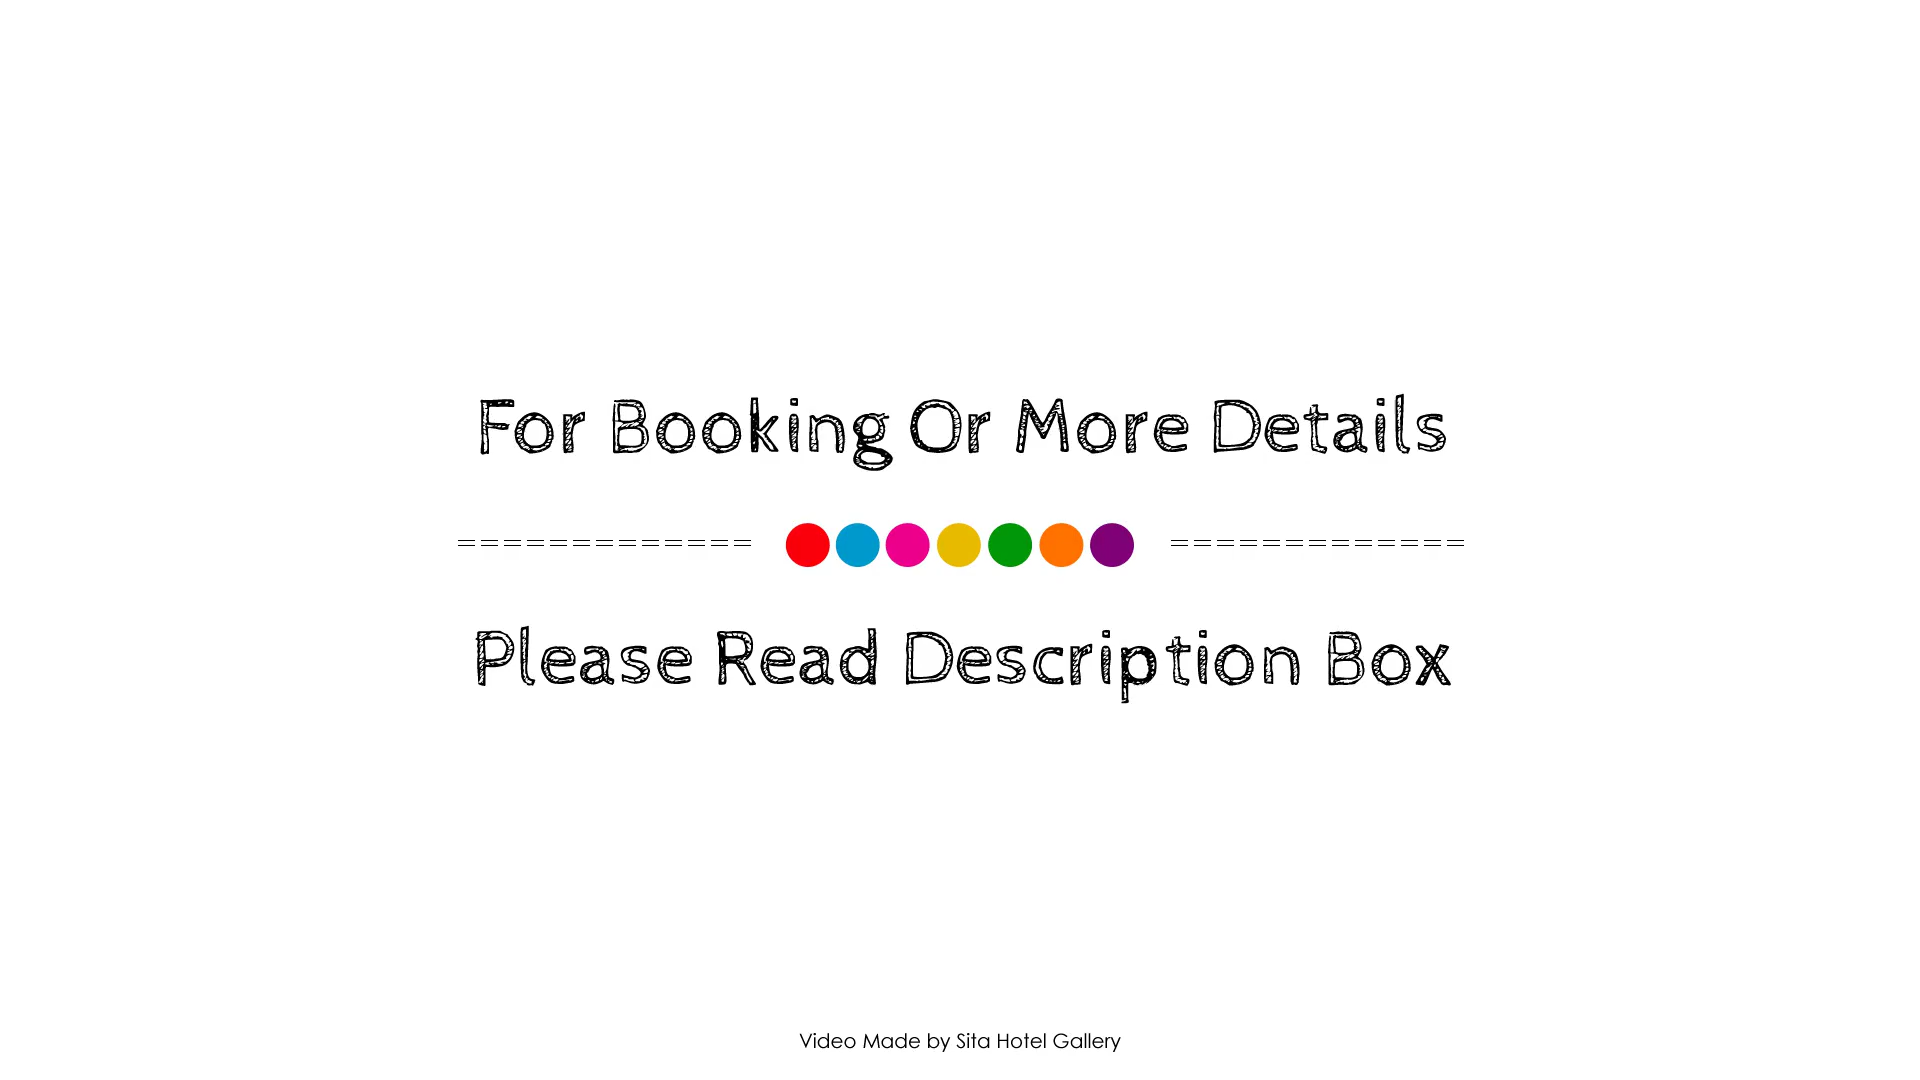 For Booking Or More Details
============= =============
Please Read Description Box
Video Made by Sita Hotel Gallery